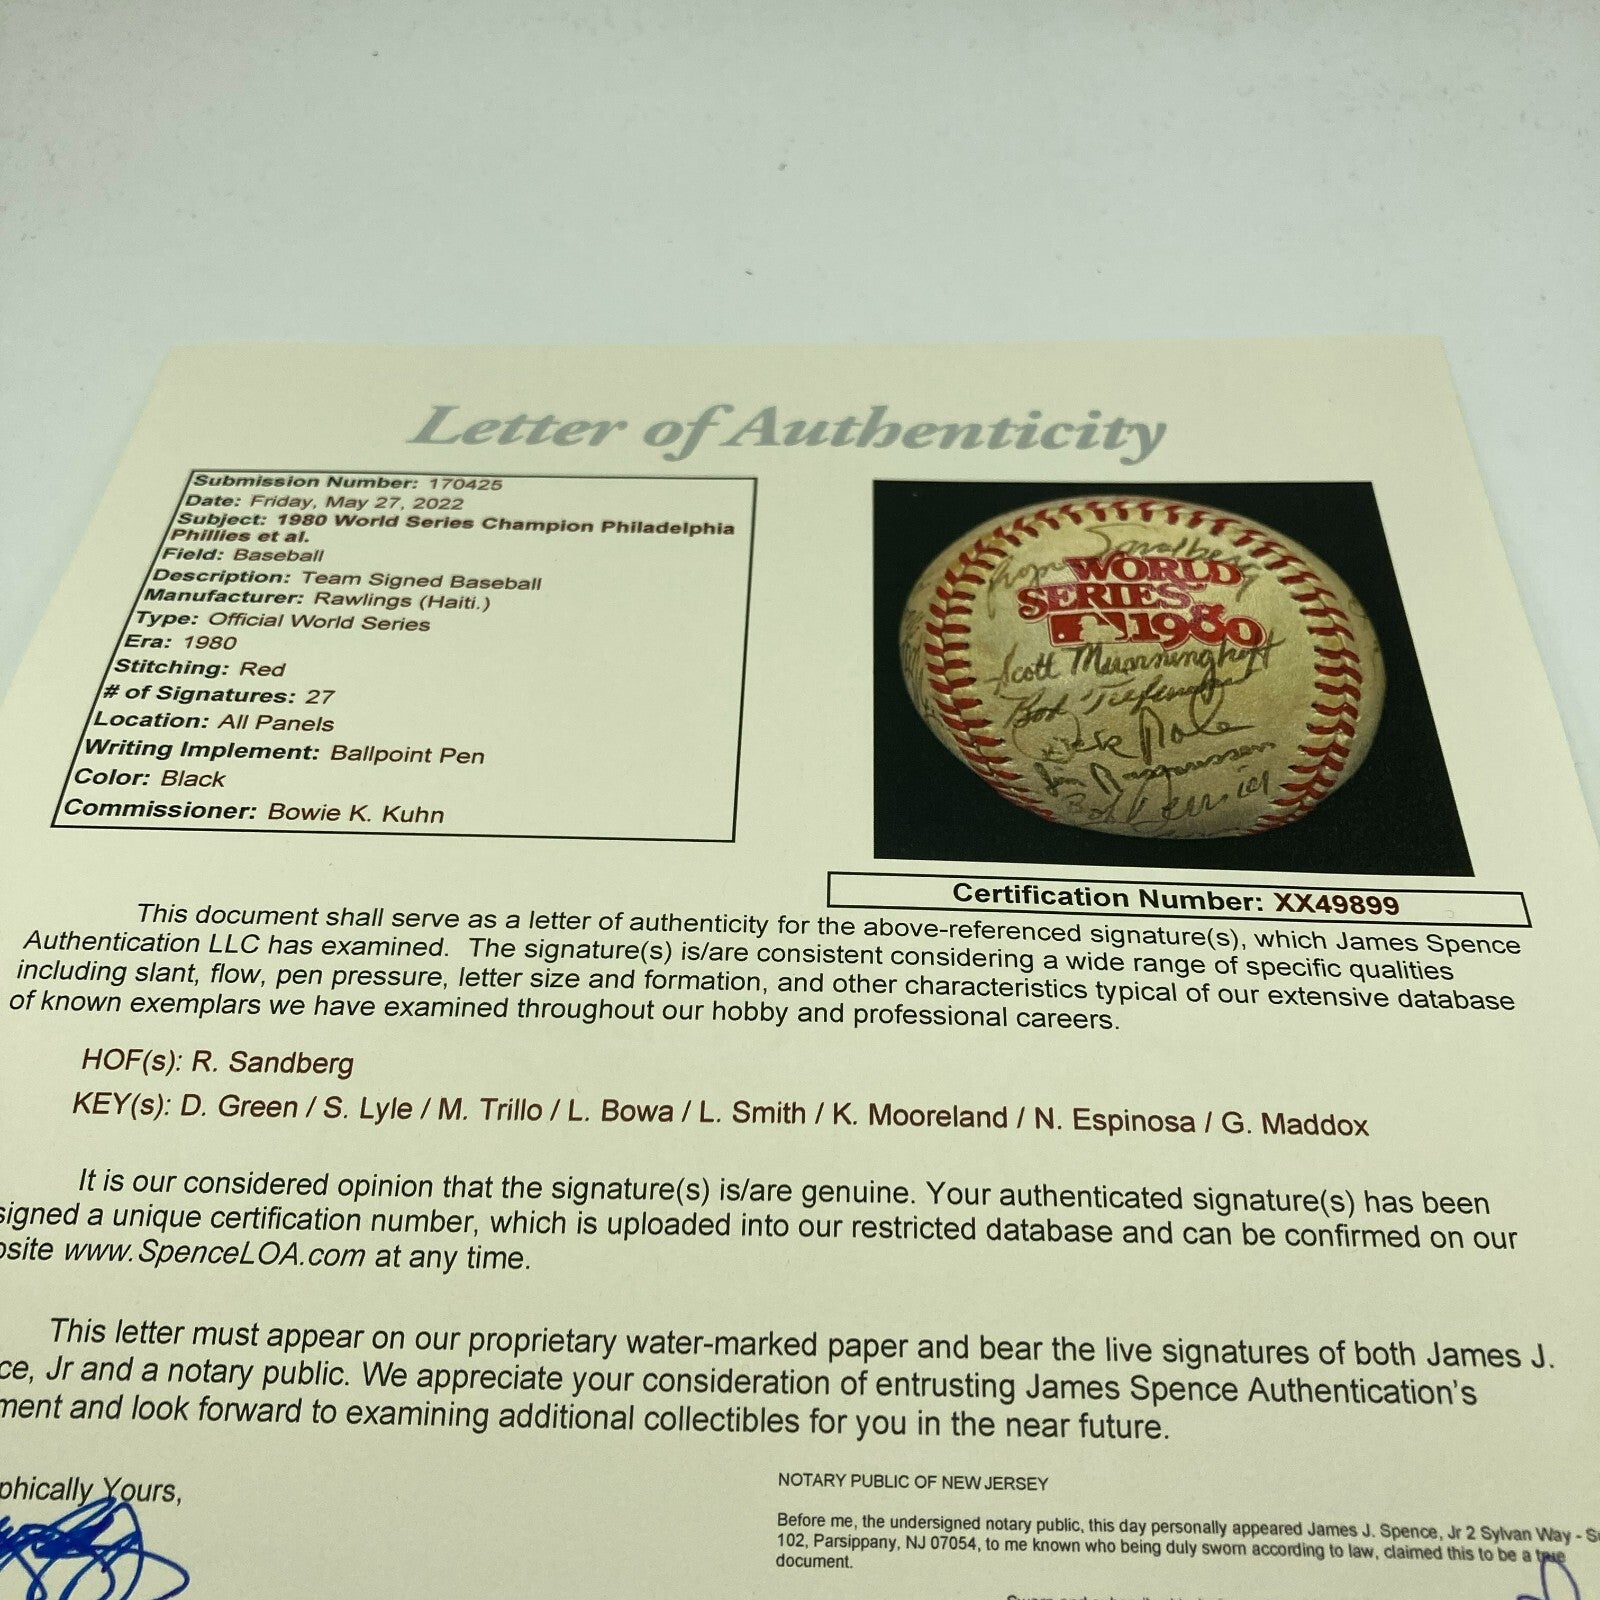 Letter of Authenticity
Submission Number: 170425
Date: Friday, May 27, 2022
Subject: 1980 World Series Champion Philadelphia
Phillies et al.
Field: Baseball
Description: Team Signed Baseball
Manufacturer: Rawlings (Haiti.)
Type: Official World Series
Era: 1980
Stitching: Red
# of Signatures: 27
Location: All Panels
Writing Implement: Ballpoint Pen
Color: Black
Commissioner: Bowie K. Kuhn
Sandberg
WORLD
SERIES
1980
Scott Munninghoff
Bob Tiefenauer
Dick Noles
Bob Dernier
Certification Number: XX49899
This document shall serve as a letter of authenticity for the above-referenced signature(s), which James Spence
Authentication LLC has examined. The signature(s) is/are consistent considering a wide range of specific qualities
including slant, flow, pen pressure, letter size and formation, and other characteristics typical of our extensive database
of known exemplars we have examined throughout our hobby and professional careers.
HOF(s): R. Sandberg
KEY(s): D. Green / S. Lyle / M. Trillo / L. Bowa / L. Smith / K. Mooreland / N. Espinosa / G. Maddox
It is our considered opinion that the signature(s) is/are genuine. Your authenticated signature(s) has been
signed a unique certification number, which is uploaded into our restricted database and can be confirmed on our
bsite www.SpenceLOA.com at any time.
This letter must appear on our proprietary water-marked paper and bear the live signatures of both James J.
ce, Jr and a notary public. We appreciate your consideration of entrusting James Spence Authentication's
ment and look forward to examining additional collectibles for you in the near future.
phically Yours,
NOTARY PUBLIC OF NEW JERSEY
Before me, the undersigned notary public, this day personally appeared James J. Spence, Jr 2 Sylvan Way - S
102, Parsippany, NJ 07054, to me known who being duly sworn according to law, claimed this to be a true
document.